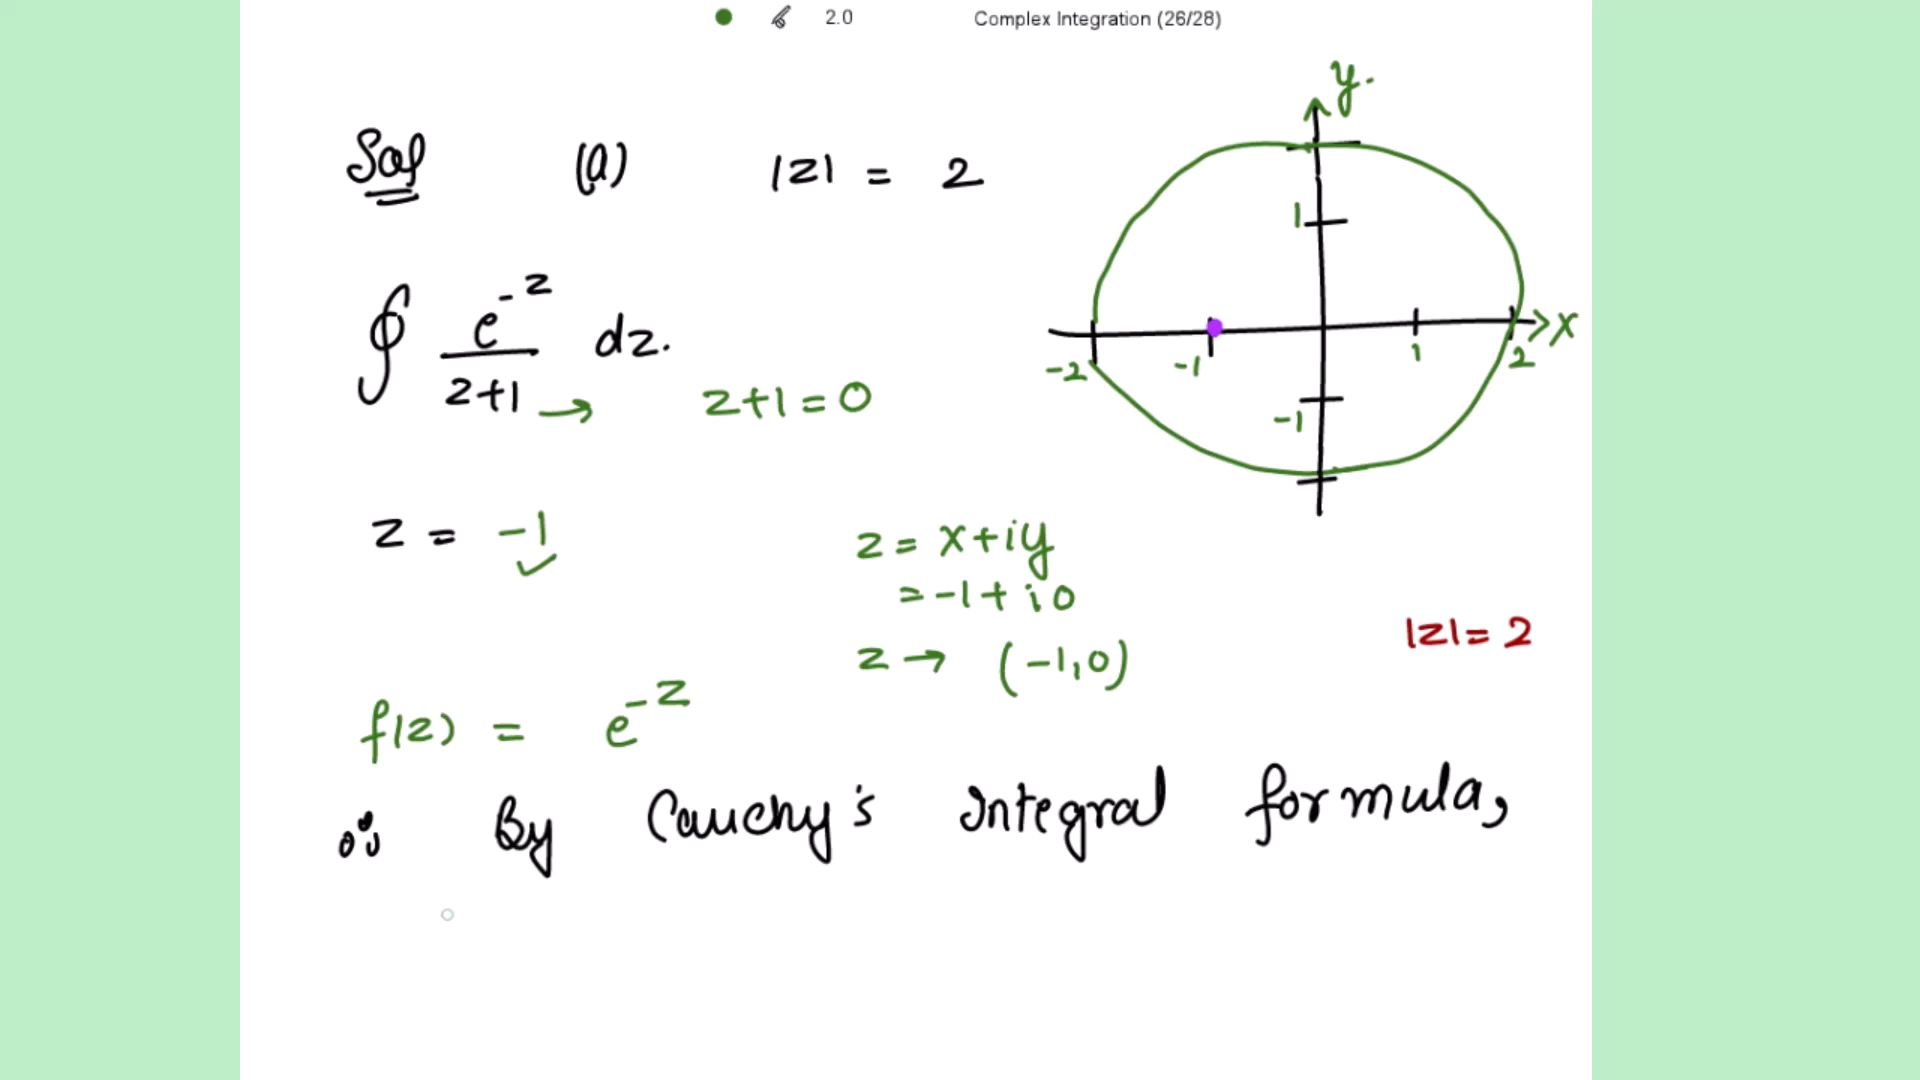 2.0 Complex Integration (26/28)
Sol (a) |z| = 2
y.
1
∮ e^-z / z+1 dz.
-2 -1 1 2 x
→ z+1=0
-1
z = -1 ✓
z = x+iy
= -1 + i0
z → (-1,0)
|z|= 2
f(z) = e^-z
∴ By Cauchy's Integral formula,